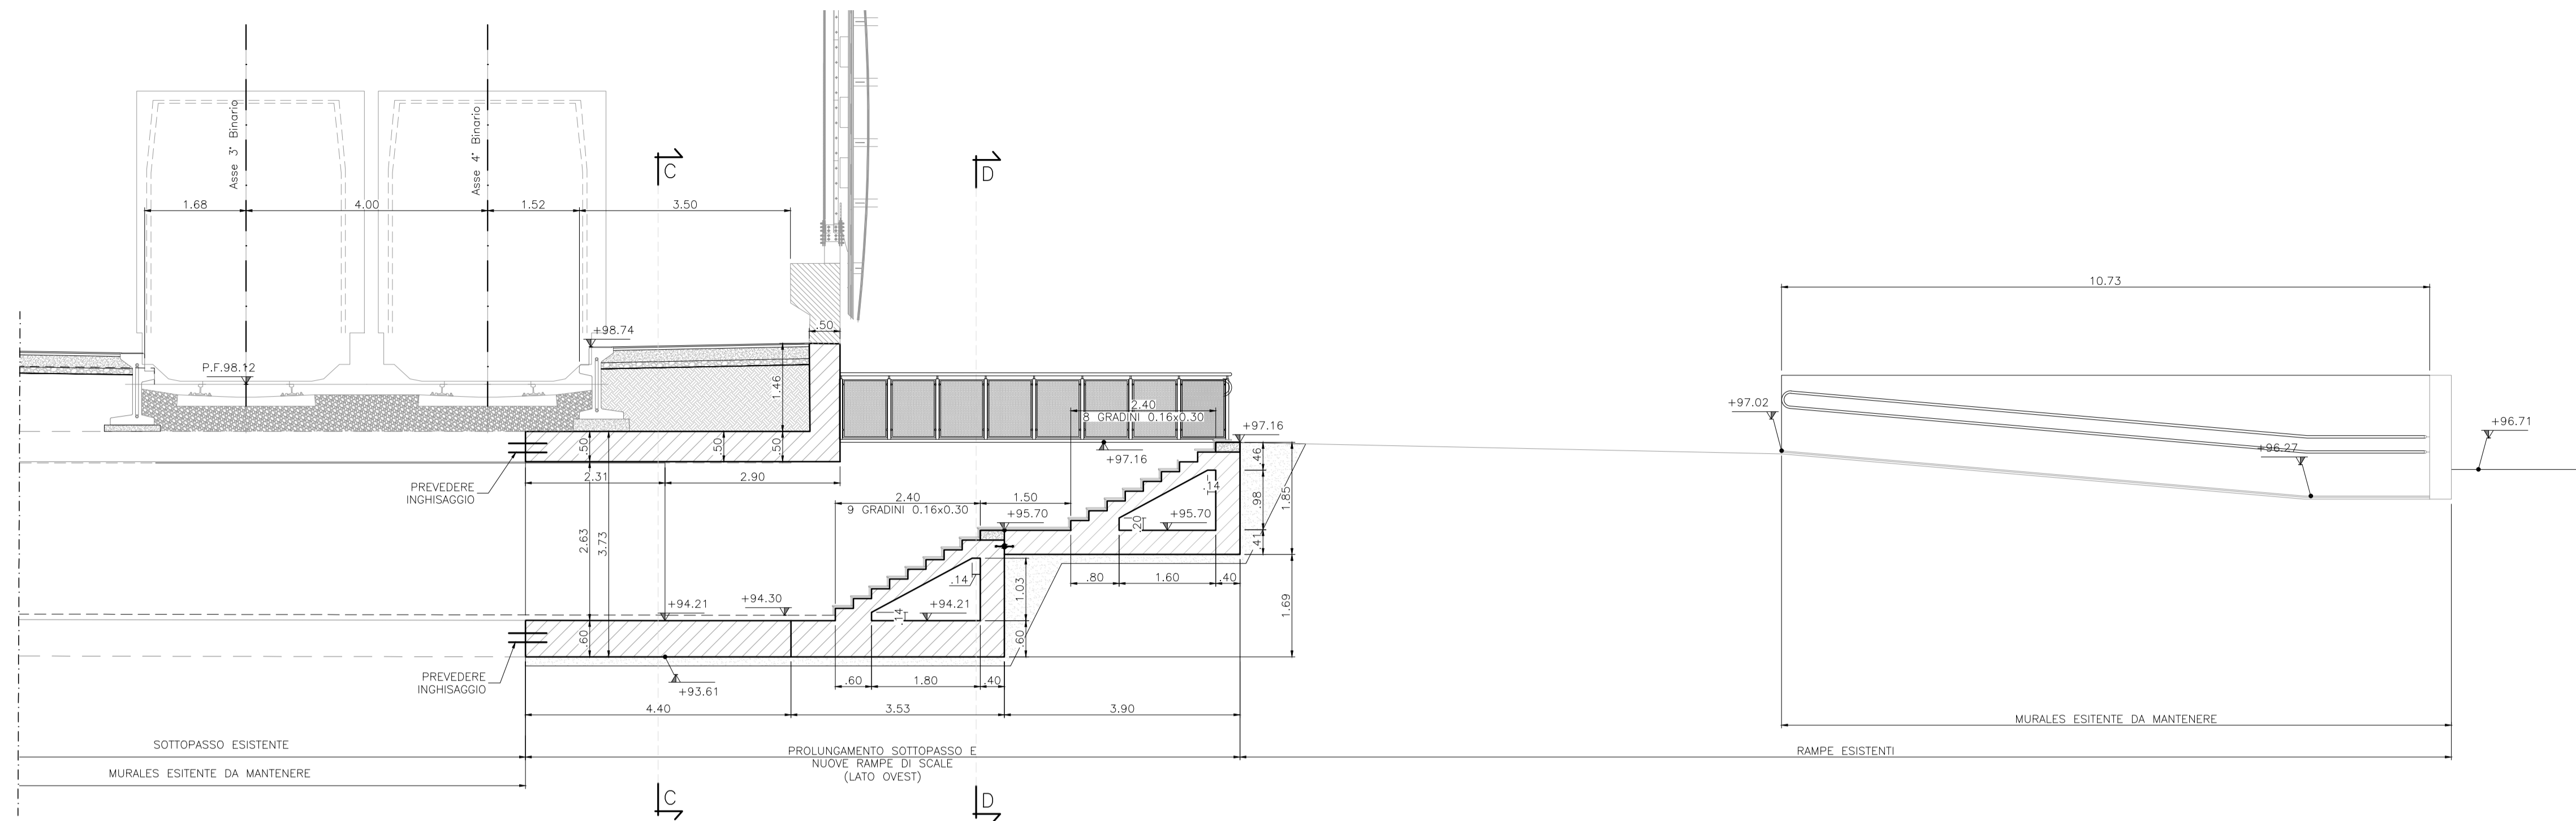 Asse 3° Binario
Asse 4° Binario
C
D
1.68
4.00
1.52
3.50
10.73
.50
+98.74
P.F.98.12
1.46
2.40
8 GRADINI 0.16x0.30
+97.02
+96.71
+97.16
+97.16
+96.27
.50
.50
.50
.46
PREVEDERE
INGHISAGGIO
2.31
2.90
.14
.98
1.85
2.40
1.50
9 GRADINI 0.16x0.30
+95.70
+95.70
.20
.41
2.63
3.73
.14
1.03
.80
1.60
.40
+94.21
+94.30
+94.21
.14
1.69
.60
.60
PREVEDERE
INGHISAGGIO
+93.61
.60
1.80
.40
4.40
3.53
3.90
MURALES ESITENTE DA MANTENERE
SOTTOPASSO ESISTENTE
PROLUNGAMENTO SOTTOPASSO E
NUOVE RAMPE DI SCALE
(LATO OVEST)
RAMPE ESISTENTI
MURALES ESITENTE DA MANTENERE
C
D